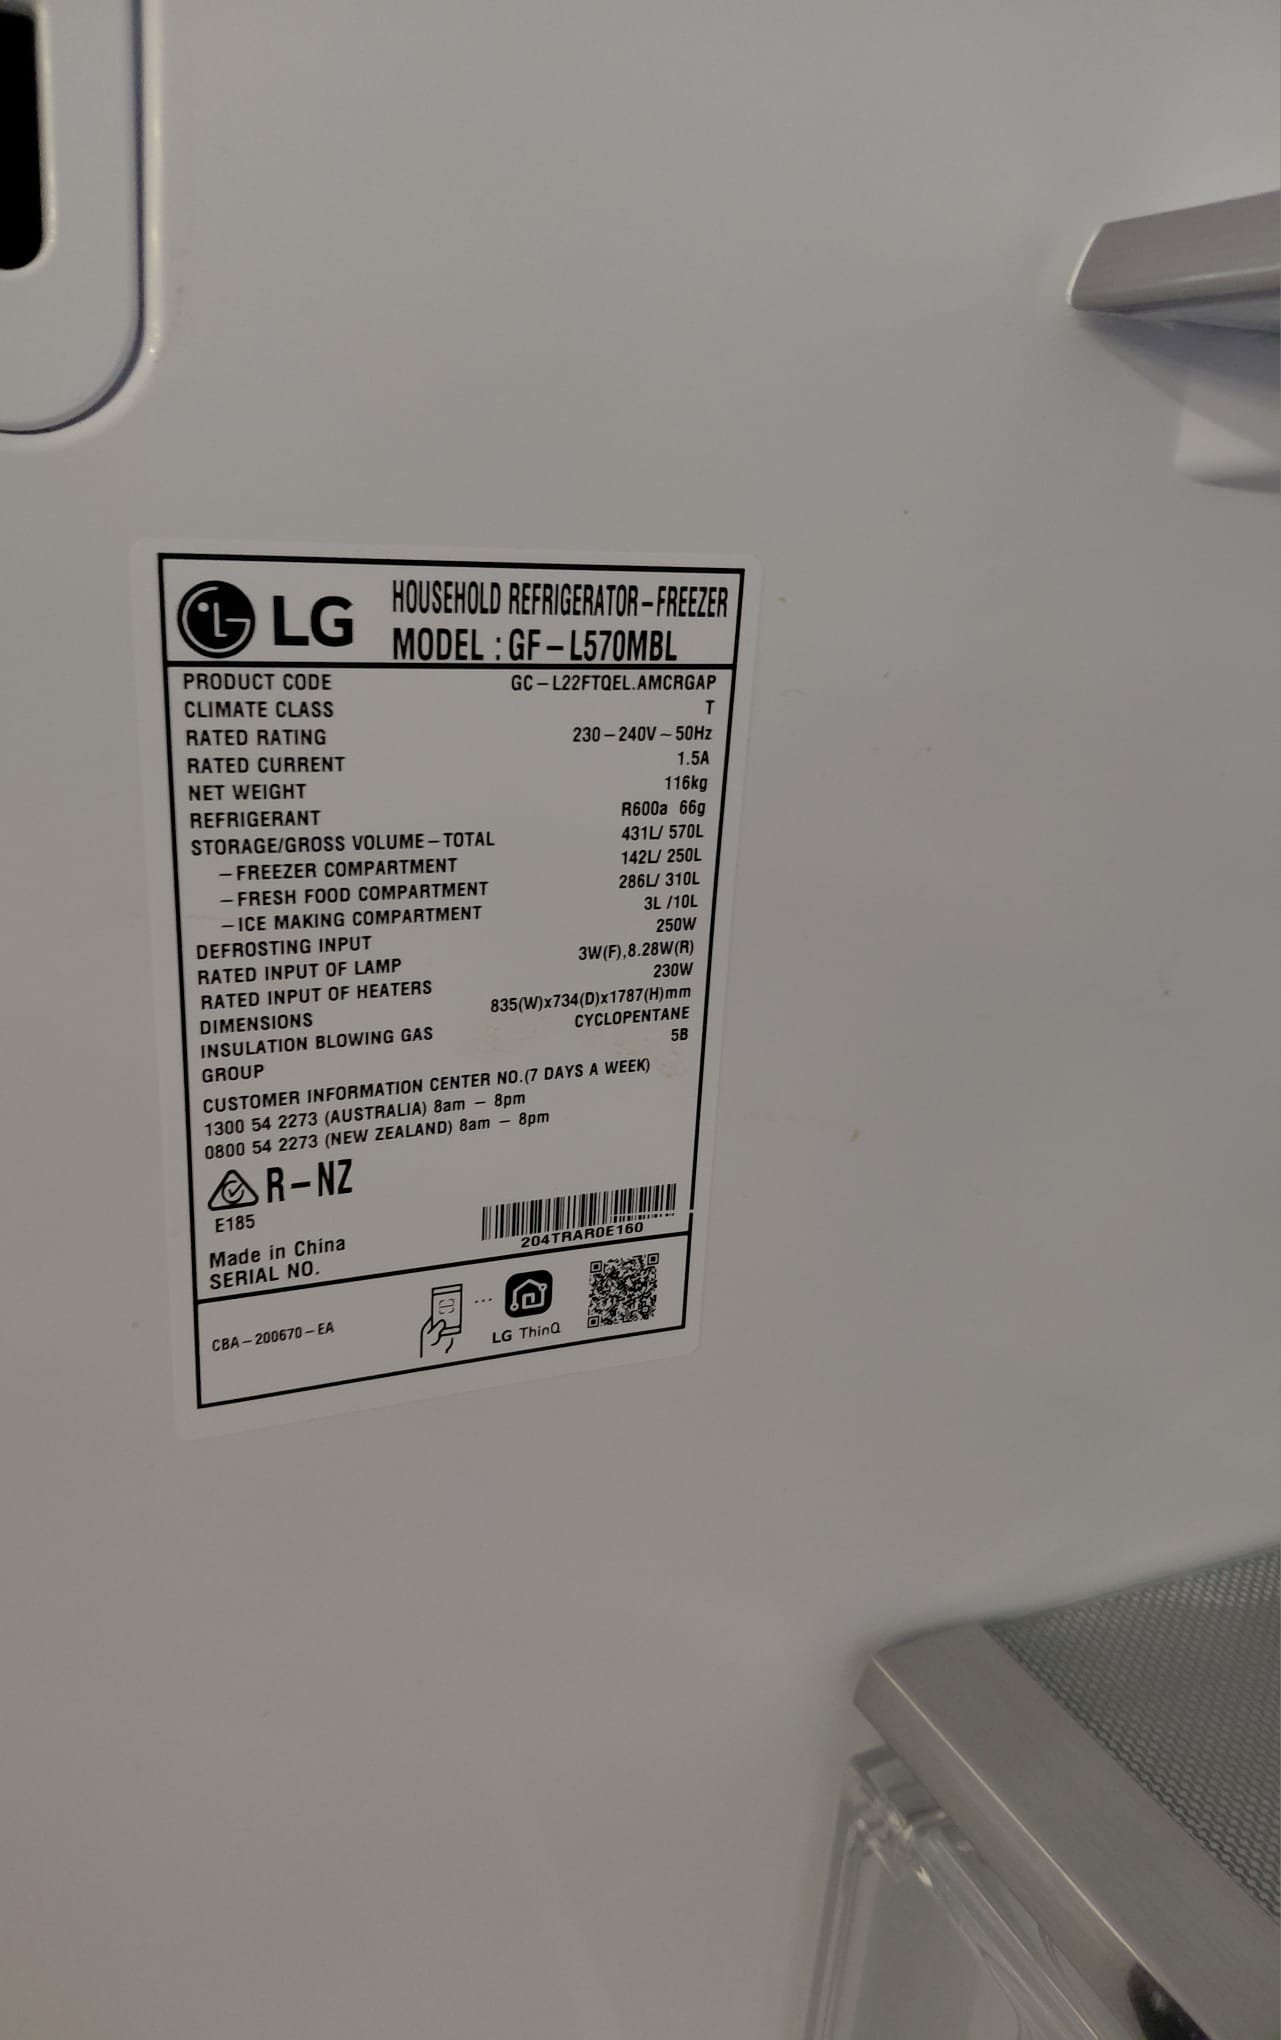 LG HOUSEHOLD REFRIGERATOR-FREEZER
MODEL : GF-L570MBL
PRODUCT CODE GC-L22FTQEL.AMCRGAP
CLIMATE CLASS T
RATED RATING 230-240V~50Hz
RATED CURRENT 1.5A
NET WEIGHT 116kg
REFRIGERANT R600a 66g
STORAGE/GROSS VOLUME-TOTAL 431L/ 570L
-FREEZER COMPARTMENT 142L/ 250L
-FRESH FOOD COMPARTMENT 286L/ 310L
-ICE MAKING COMPARTMENT 3L /10L
DEFROSTING INPUT 250W
RATED INPUT OF LAMP 3W(F),8.28W(R)
RATED INPUT OF HEATERS 230W
DIMENSIONS 835(W)x734(D)x1787(H)mm
INSULATION BLOWING GAS CYCLOPENTANE
GROUP 5B
CUSTOMER INFORMATION CENTER NO.(7 DAYS A WEEK)
1300 54 2273 (AUSTRALIA) 8am - 8pm
0800 54 2273 (NEW ZEALAND) 8am - 8pm
R-NZ
E185
Made in China
SERIAL NO. 204TRAR0E160
CBA-200670-EA
LG ThinQ